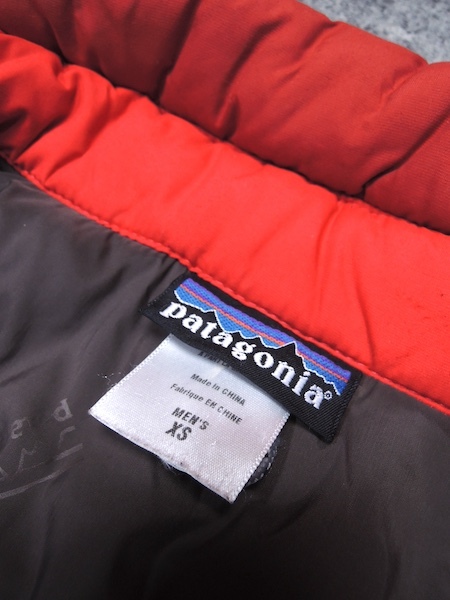 patagonia®
Made in CHINA
Fabriqué EN CHINE
MEN'S
XS